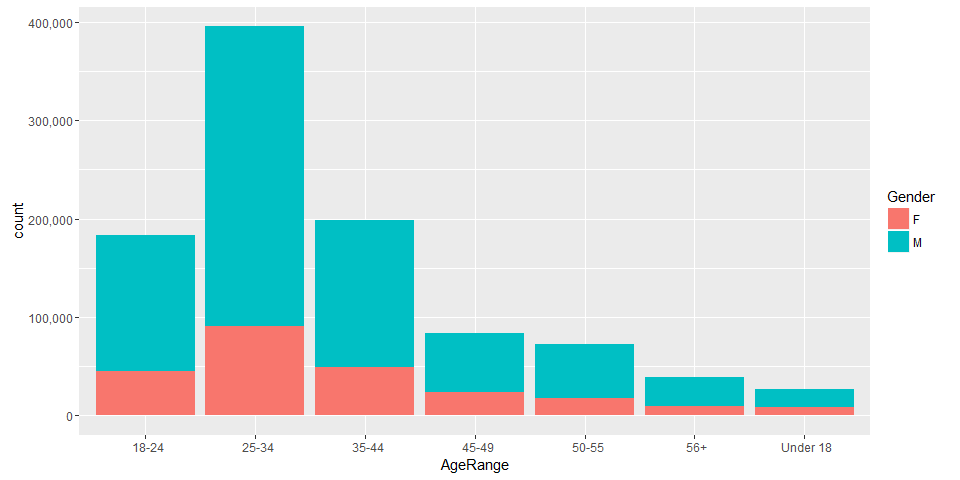 400,000
300,000
200,000
100,000
0
count
18-24 25-34 35-44 45-49 50-55 56+ Under 18
AgeRange
Gender
F
M